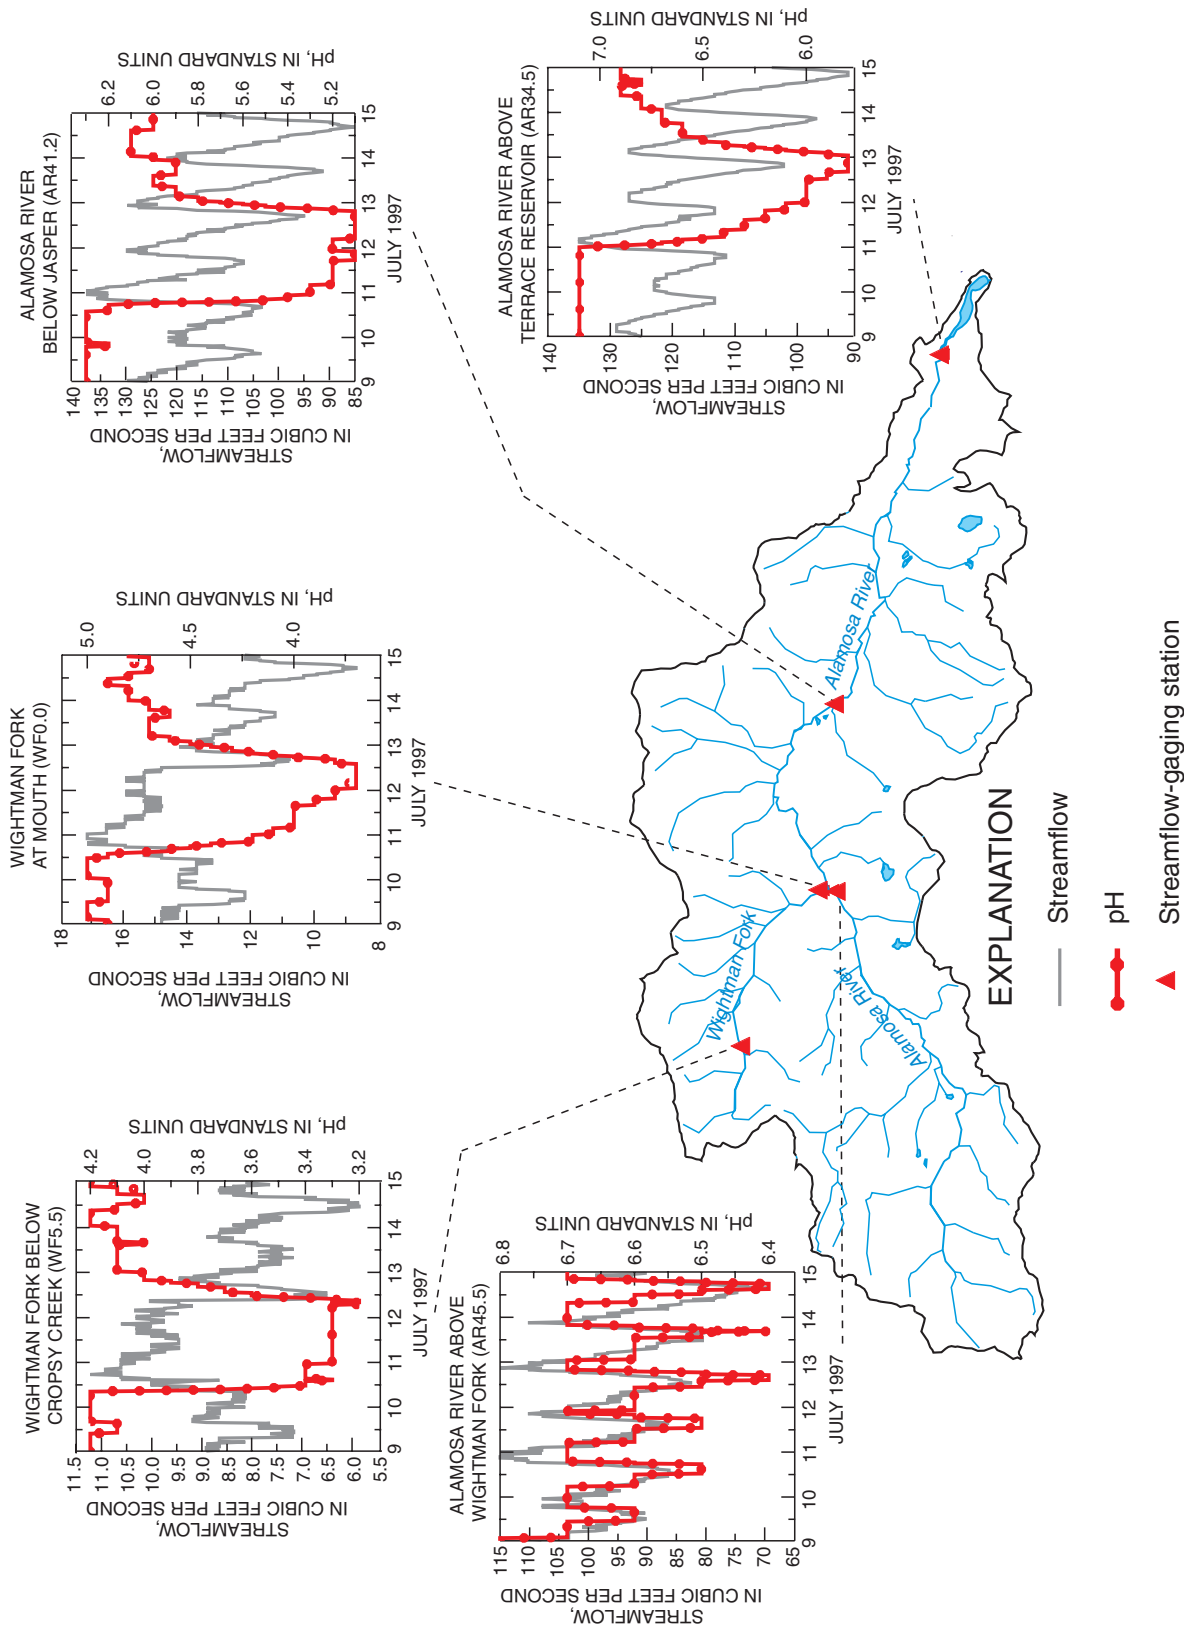 WIGHTMAN FORK BELOW
CROPSY CREEK (WF5.5)
STREAMFLOW,
IN CUBIC FEET PER SECOND
11.5
11.0
10.5
10.0
9.5
9.0
8.5
8.0
7.5
7.0
6.5
6.0
5.5
9
10
11
12
13
14
15
JULY 1997
4.2
4.0
3.8
3.6
3.4
3.2
pH, IN STANDARD UNITS
WIGHTMAN FORK
AT MOUTH (WF0.0)
STREAMFLOW,
IN CUBIC FEET PER SECOND
18
16
14
12
10
8
9
10
11
12
13
14
15
JULY 1997
5.0
4.6
4.4
4.2
4.0
pH, IN STANDARD UNITS
ALAMOSA RIVER
BELOW JASPER (AR41.2)
STREAMFLOW,
IN CUBIC FEET PER SECOND
140
135
130
125
120
115
110
105
100
95
90
85
9
10
11
12
13
14
15
JULY 1997
6.2
6.0
5.8
5.6
5.4
5.2
pH, IN STANDARD UNITS
ALAMOSA RIVER ABOVE
WIGHTMAN FORK (AR45.5)
STREAMFLOW,
IN CUBIC FEET PER SECOND
115
110
105
100
95
90
85
80
75
70
65
9
10
11
12
13
14
15
JULY 1997
6.8
6.7
6.6
6.5
6.4
pH, IN STANDARD UNITS
ALAMOSA RIVER ABOVE
TERRACE RESERVOIR (AR34.5)
STREAMFLOW,
IN CUBIC FEET PER SECOND
140
130
120
110
100
90
9
10
11
12
13
14
15
JULY 1997
7.0
6.5
6.0
pH, IN STANDARD UNITS
Wightman Fork
Alamosa River
Alamosa River
EXPLANATION
Streamflow
pH
Streamflow-gaging station